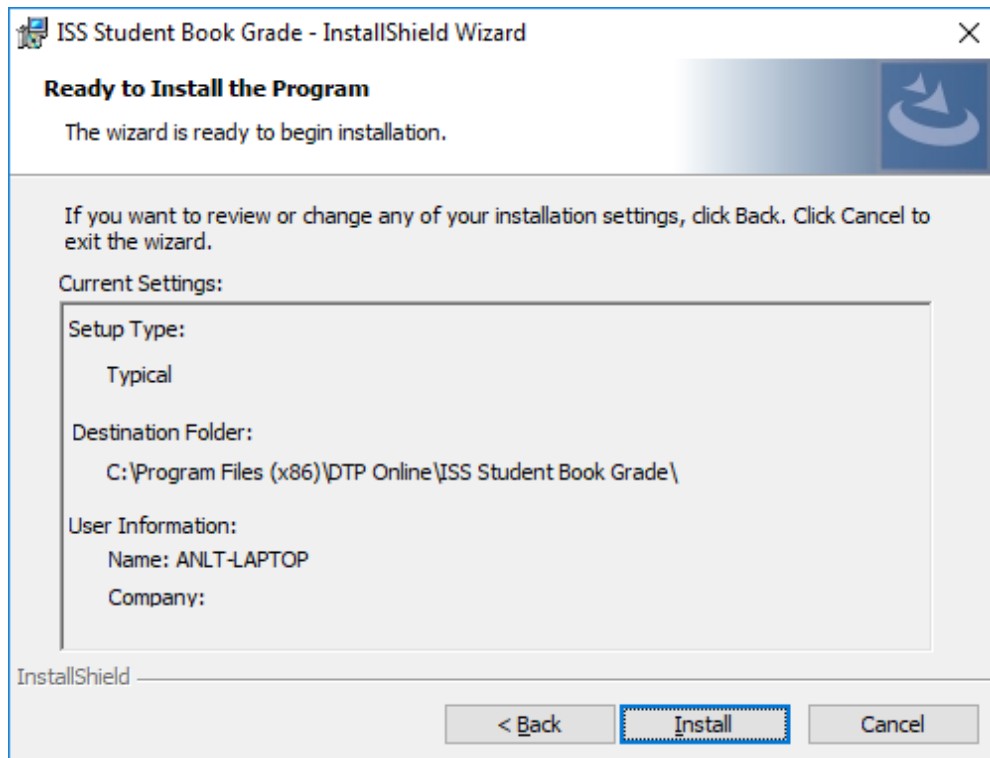 ISS Student Book Grade - InstallShield Wizard
Ready to Install the Program
The wizard is ready to begin installation.
If you want to review or change any of your installation settings, click Back. Click Cancel to
exit the wizard.
Current Settings:
Setup Type:
Typical
Destination Folder:
C:\Program Files (x86)\DTP Online\ISS Student Book Grade\
User Information:
Name: ANLT-LAPTOP
Company:
InstallShield
< Back Install Cancel